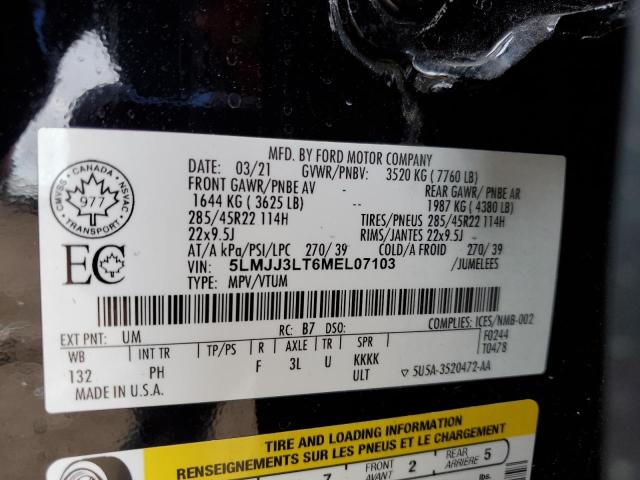 MFD. BY FORD MOTOR COMPANY
DATE: 03/21 GVWR/PNBV: 3520 KG ( 7760 LB)
FRONT GAWR/PNBE AV REAR GAWR/ PNBE AR
1644 KG ( 3625 LB) 1987 KG ( 4380 LB)
285/45R22 114H TIRES/PNEUS 285/45R22 114H
22x9.5J RIMS/JANTES 22x9.5J
AT/A kPa/PSI/LPC 270/ 39 COLD/A FROID 270/ 39
VIN: 5LMJJ3LT6MEL07103 /JUMELEES
TYPE: MPV/VTUM
CANADA
CMVSS NSVAC
977
TRANSPORT
EC
EXT PNT: UM RC: B7 DSO: COMPLIES: ICES/NMB-002
WB INT TR TP/PS R AXLE TR SPR F0244
132 PH F 3L U KKKK T0478
ULT ▽ 5U5A-3520472-AA
MADE IN U.S.A.
TIRE AND LOADING INFORMATION
RENSEIGNEMENTS SUR LES PNEUS ET LE CHARGEMENT
7 FRONT AVANT 2 REAR ARRIÈRE 5
lbs.